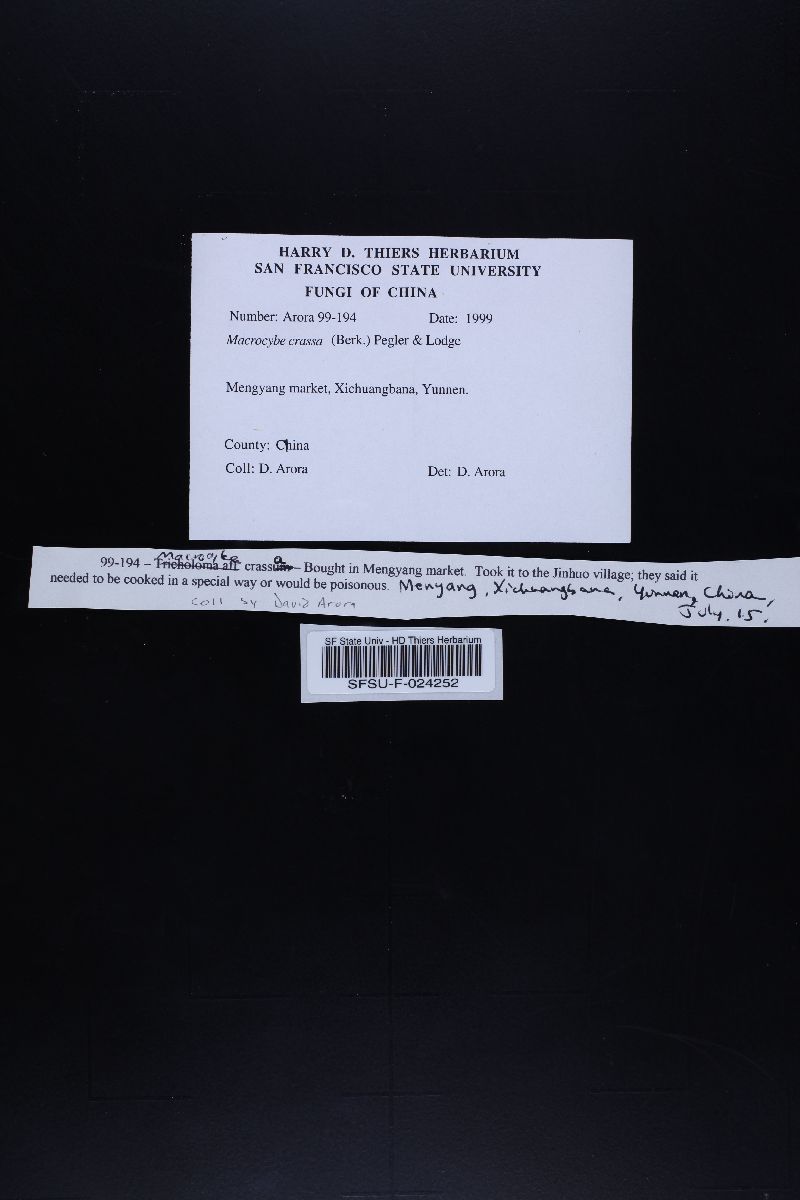 HARRY D. THIERS HERBARIUM
SAN FRANCISCO STATE UNIVERSITY
FUNGI OF CHINA
Number: Arora 99-194 Date: 1999
Macrocybe crassa (Berk.) Pegler & Lodge
Mengyang market, Xichuangbana, Yunnen.
County: China
Coll: D. Arora Det: D. Arora
Macrocybe a
99-194 – Tricholoma aff crassum – Bought in Mengyang market. Took it to the Jinhuo village; they said it
needed to be cooked in a special way or would be poisonous. Menyang, Xichuangbana, Yunnen, China,
coll by David Arora July. 15.
SF State Univ - HD Thiers Herbarium
SFSU-F-024252